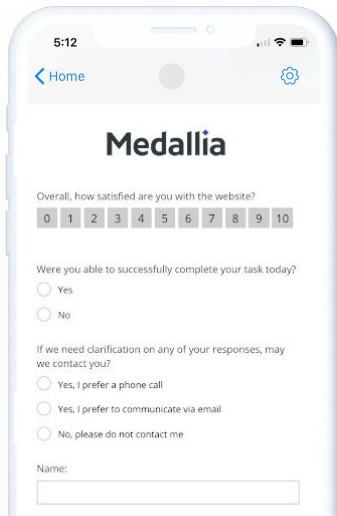 5:12
Home
Medallia
Overall, how satisfied are you with the website?
0 1 2 3 4 5 6 7 8 9 10
Were you able to successfully complete your task today?
Yes
No
If we need clarification on any of your responses, may
we contact you?
Yes, I prefer a phone call
Yes, I prefer to communicate via email
No, please do not contact me
Name: